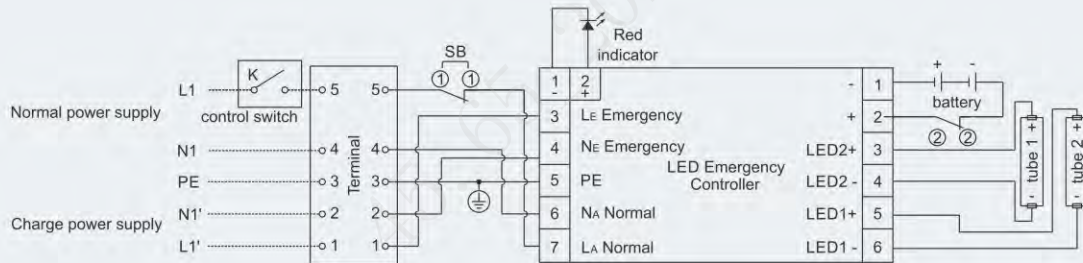 SB
Red
indicator
K
control switch
Normal power supply
L1
N1
PE
Charge power supply
N1'
L1'
5
4
3
2
1
Terminal
5
4
3
2
1
① ①
1 2
- +
3 LE Emergency
4 NE Emergency
5 PE
6 NA Normal
7 LA Normal
LED Emergency
Controller
- 1
+ 2
LED2+ 3
LED2 - 4
LED1+ 5
LED1 - 6
+ -
battery
② ②
- tube 1 +
- tube 2 +